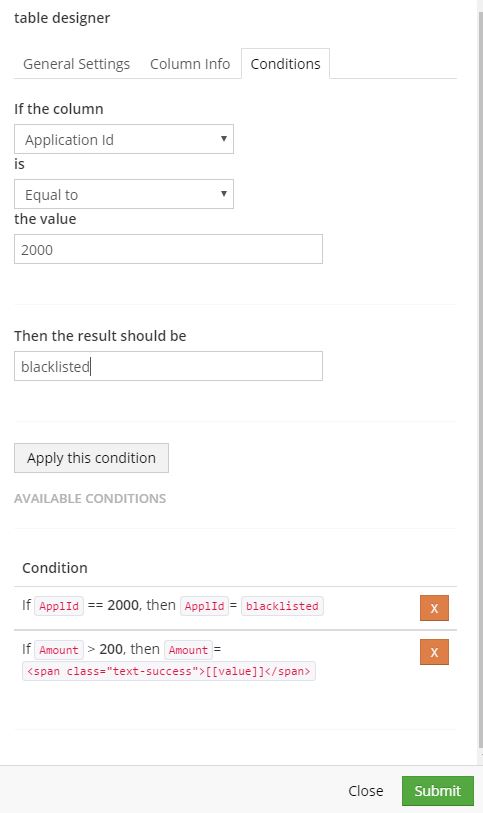 table designer
General Settings Column Info Conditions
If the column
Application Id
is
Equal to
the value
2000
Then the result should be
blacklisted
Apply this condition
AVAILABLE CONDITIONS
Condition
If ApplId == 2000, then ApplId = blacklisted X
If Amount > 200, then Amount = X
<span class="text-success">[[value]]</span>
Close Submit